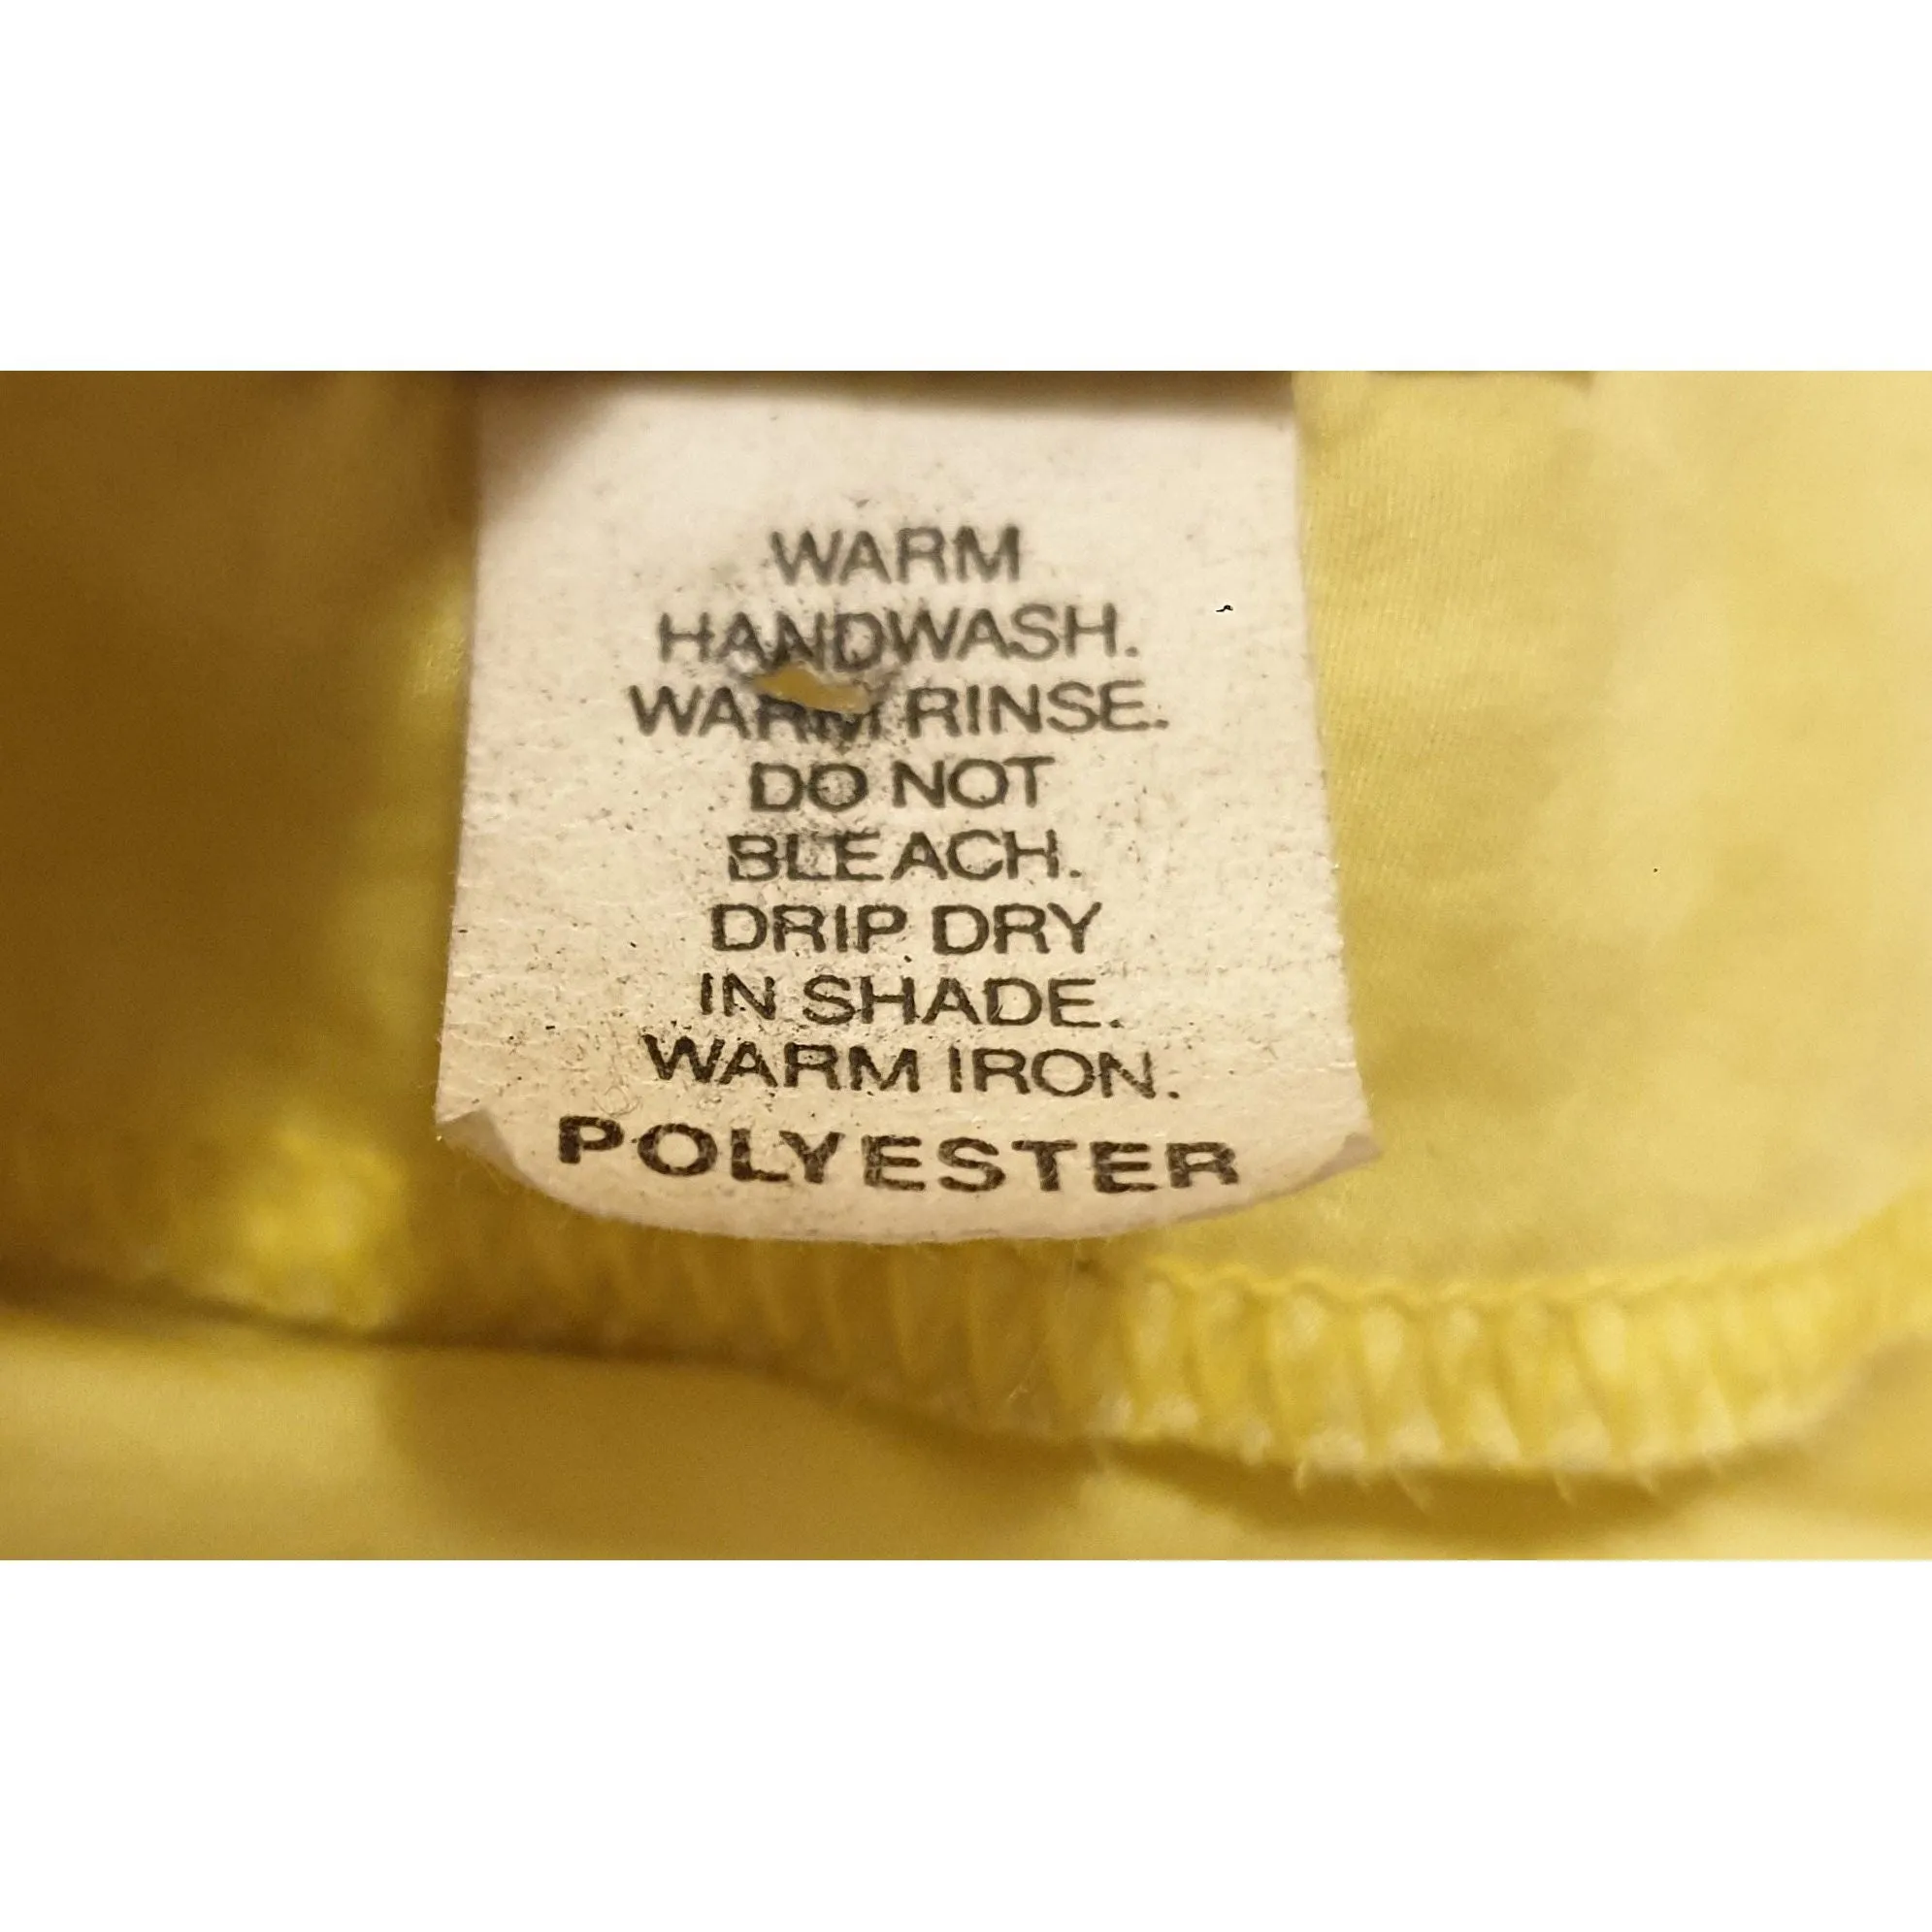 WARM
HANDWASH.
WARM RINSE.
DO NOT
BLEACH.
DRIP DRY
IN SHADE.
WARM IRON.
POLYESTER